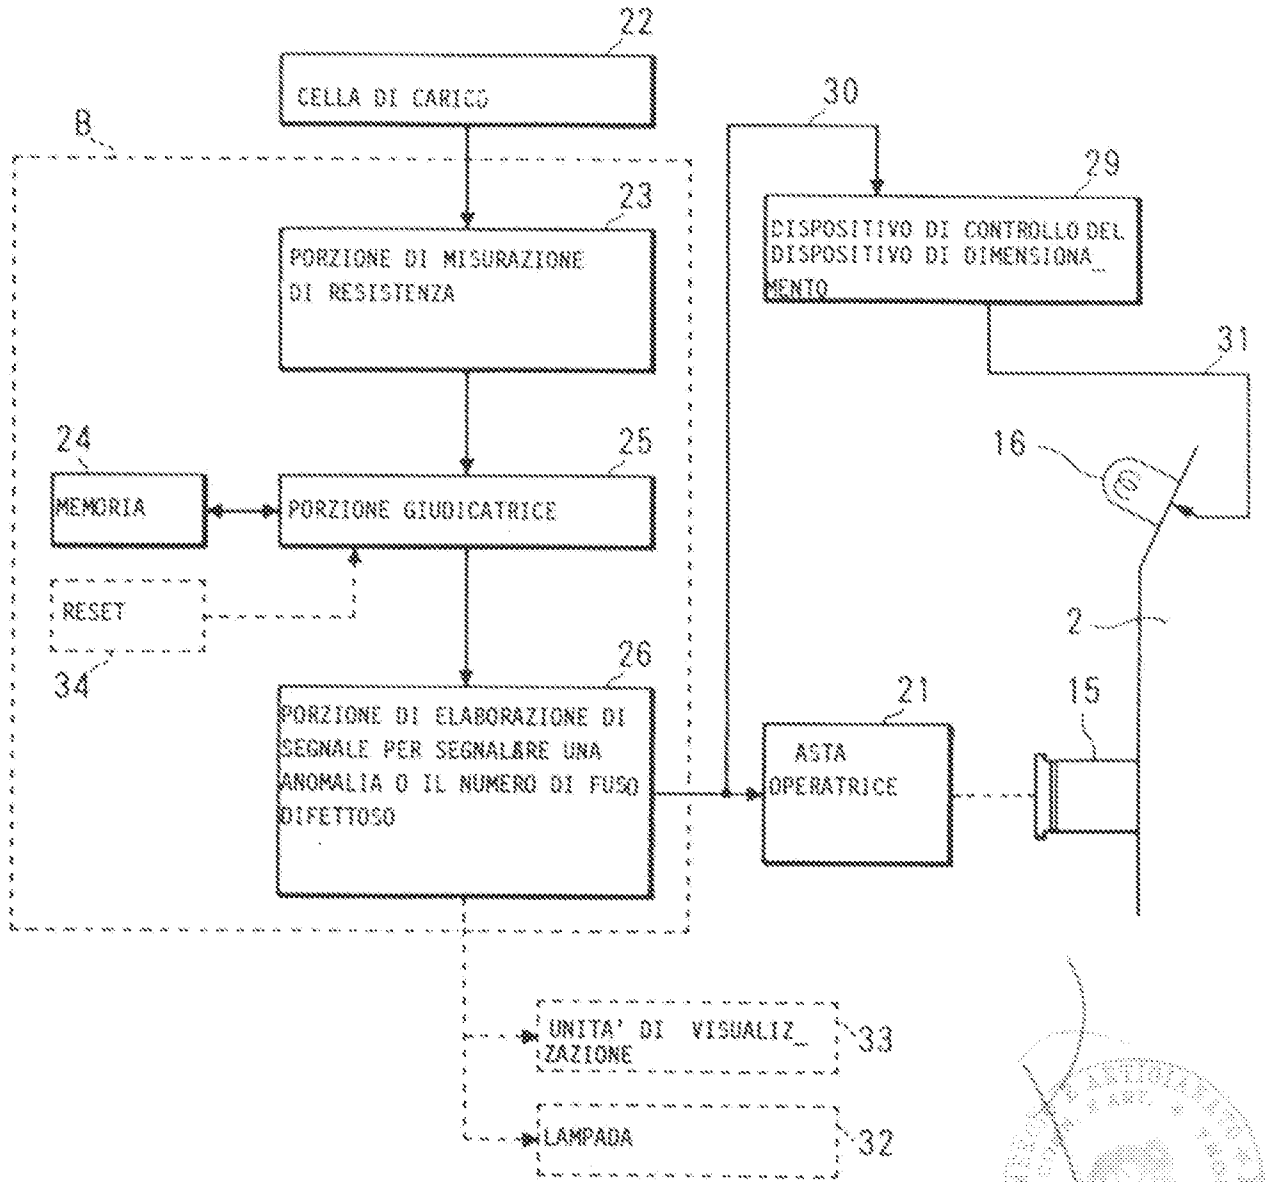 22
CELLA DI CARICO
B
30
23
29
PORZIONE DI MISURAZIONE
DI RESISTENZA
DISPOSITIVO DI CONTROLLO DEL
DISPOSITIVO DI DIMENSIONA_
MENTO
31
24
25
16
MEMORIA
PORZIONE GIUDICATRICE
RESET
34
2
26
21
15
PORZIONE DI ELABORAZIONE DI
SEGNALE PER SEGNALARE UNA
ANOMALIA O IL NUMERO DI FUSO
DIFETTOSO
ASTA
OPERATRICE
UNITA' DI VISUALIZ_
ZAZIONE
33
LAMPADA
32